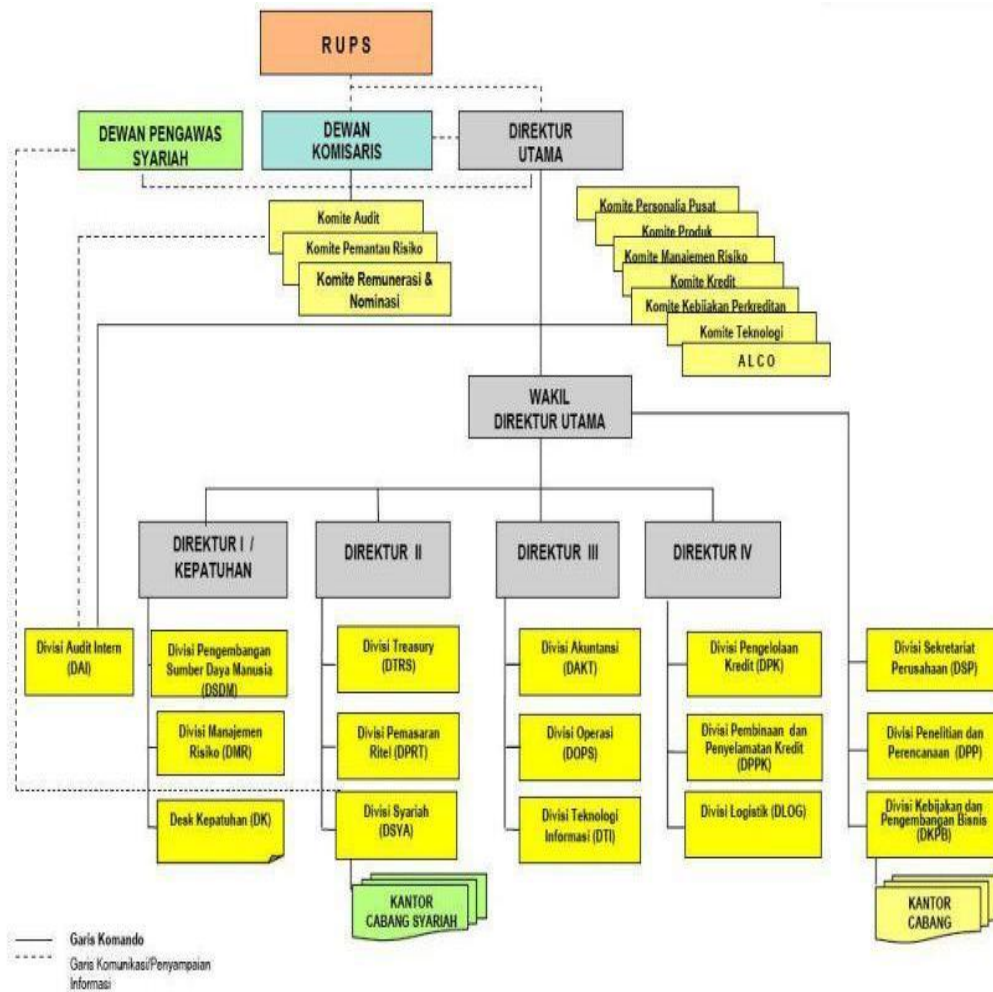 RUPS
DEWAN PENGAWAS
SYARIAH
DEWAN
KOMISARIS
DIREKTUR
UTAMA
Komite Audit
Komite Pemantau Risiko
Komite Remunerasi &
Nominasi
Komite Personalia Pusat
Komite Produk
Komite Manajemen Risiko
Komite Kredit
Komite Kebijakan Perkreditan
Komite Teknologi
ALCO
WAKIL
DIREKTUR UTAMA
DIREKTUR I /
KEPATUHAN
DIREKTUR II
DIREKTUR III
DIREKTUR IV
Divisi Audit Intern
(DAI)
Divisi Pengembangan
Sumber Daya Manusia
(DSDM)
Divisi Treasury
(DTRS)
Divisi Akuntansi
(DAKT)
Divisi Pengelolaan
Kredit (DPK)
Divisi Sekretariat
Perusahaan (DSP)
Divisi Manajemen
Risiko (DMR)
Divisi Pemasaran
Ritel (DPRT)
Divisi Operasi
(DOPS)
Divisi Pembinaan dan
Penyelamatan Kredit
(DPPK)
Divisi Penelitian dan
Perencanaan (DPP)
Desk Kepatuhan (DK)
Divisi Syariah
(DSYA)
Divisi Teknologi
Informasi (DTI)
Divisi Logistik (DLOG)
Divisi Kebijakan dan
Pengembangan Bisnis
(DKPB)
KANTOR
CABANG SYARIAH
KANTOR
CABANG
Garis Komando
Garis Komunikasi/Penyampaian
Informasi